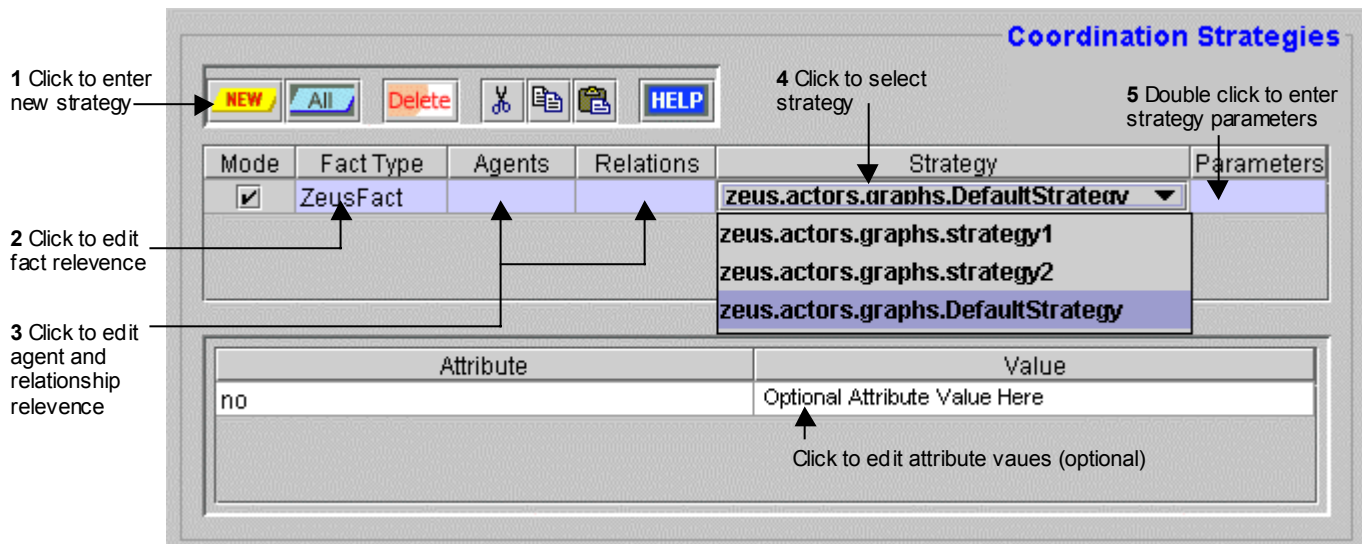 Coordination Strategies
1 Click to enter
new strategy
NEW All Delete HELP
4 Click to select
strategy
5 Double click to enter
strategy parameters
Mode Fact Type Agents Relations Strategy Parameters
ZeusFact zeus.actors.graphs.DefaultStrategy
zeus.actors.graphs.strategy1
zeus.actors.graphs.strategy2
zeus.actors.graphs.DefaultStrategy
2 Click to edit
fact relevence
3 Click to edit
agent and
relationship
relevence
Attribute Value
no Optional Attribute Value Here
Click to edit attribute vaues (optional)